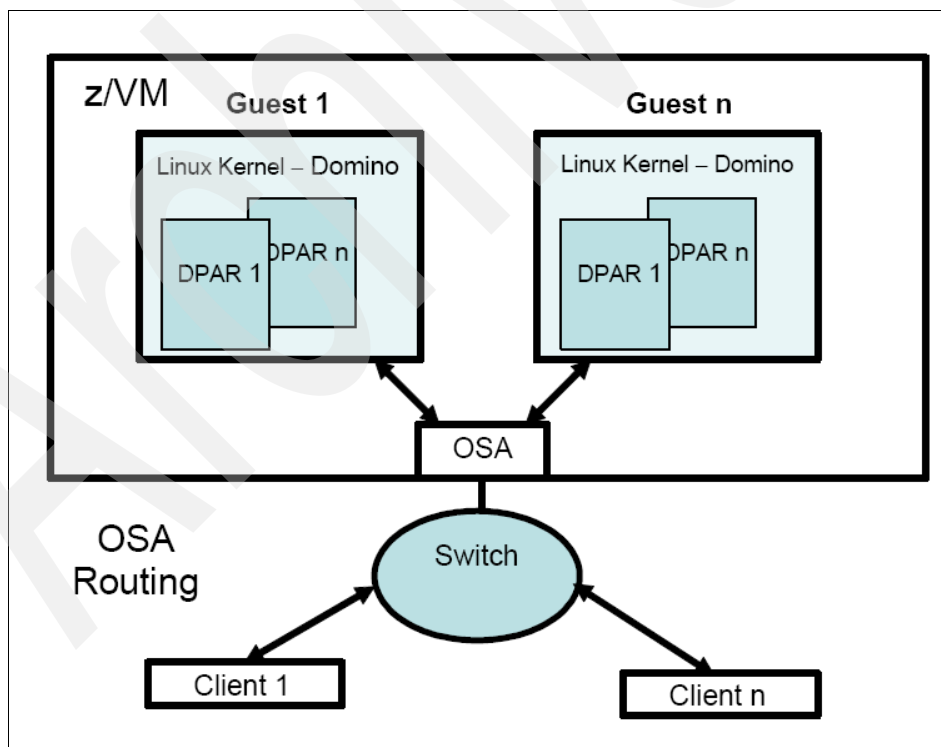 z/VM
Guest 1
Guest n
Linux Kernel – Domino
Linux Kernel – Domino
DPAR 1
DPAR n
DPAR 1
DPAR n
OSA
OSA
Routing
Switch
Client 1
Client n